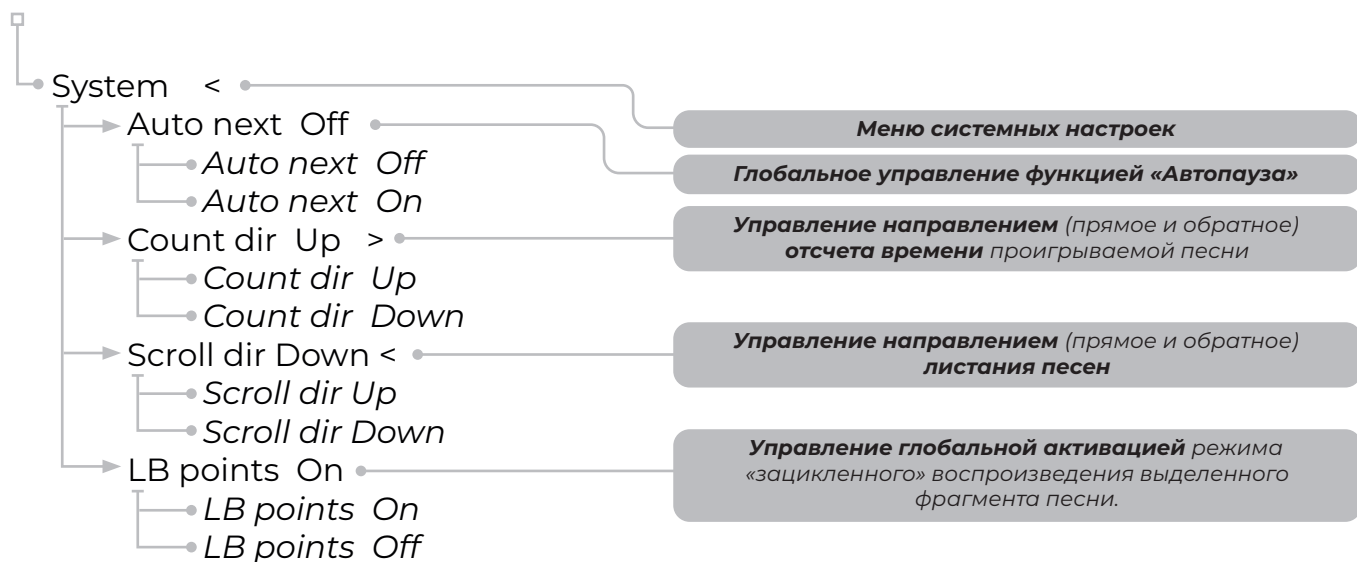 System <
Меню системных настроек
Auto next Off
Глобальное управление функцией «Автопауза»
Auto next Off
Auto next On
Count dir Up >
Управление направлением (прямое и обратное)
отсчета времени проигрываемой песни
Count dir Up
Count dir Down
Scroll dir Down <
Управление направлением (прямое и обратное)
листания песен
Scroll dir Up
Scroll dir Down
LB points On
Управление глобальной активацией режима
«зацикленного» воспроизведения выделенного
фрагмента песни.
LB points On
LB points Off